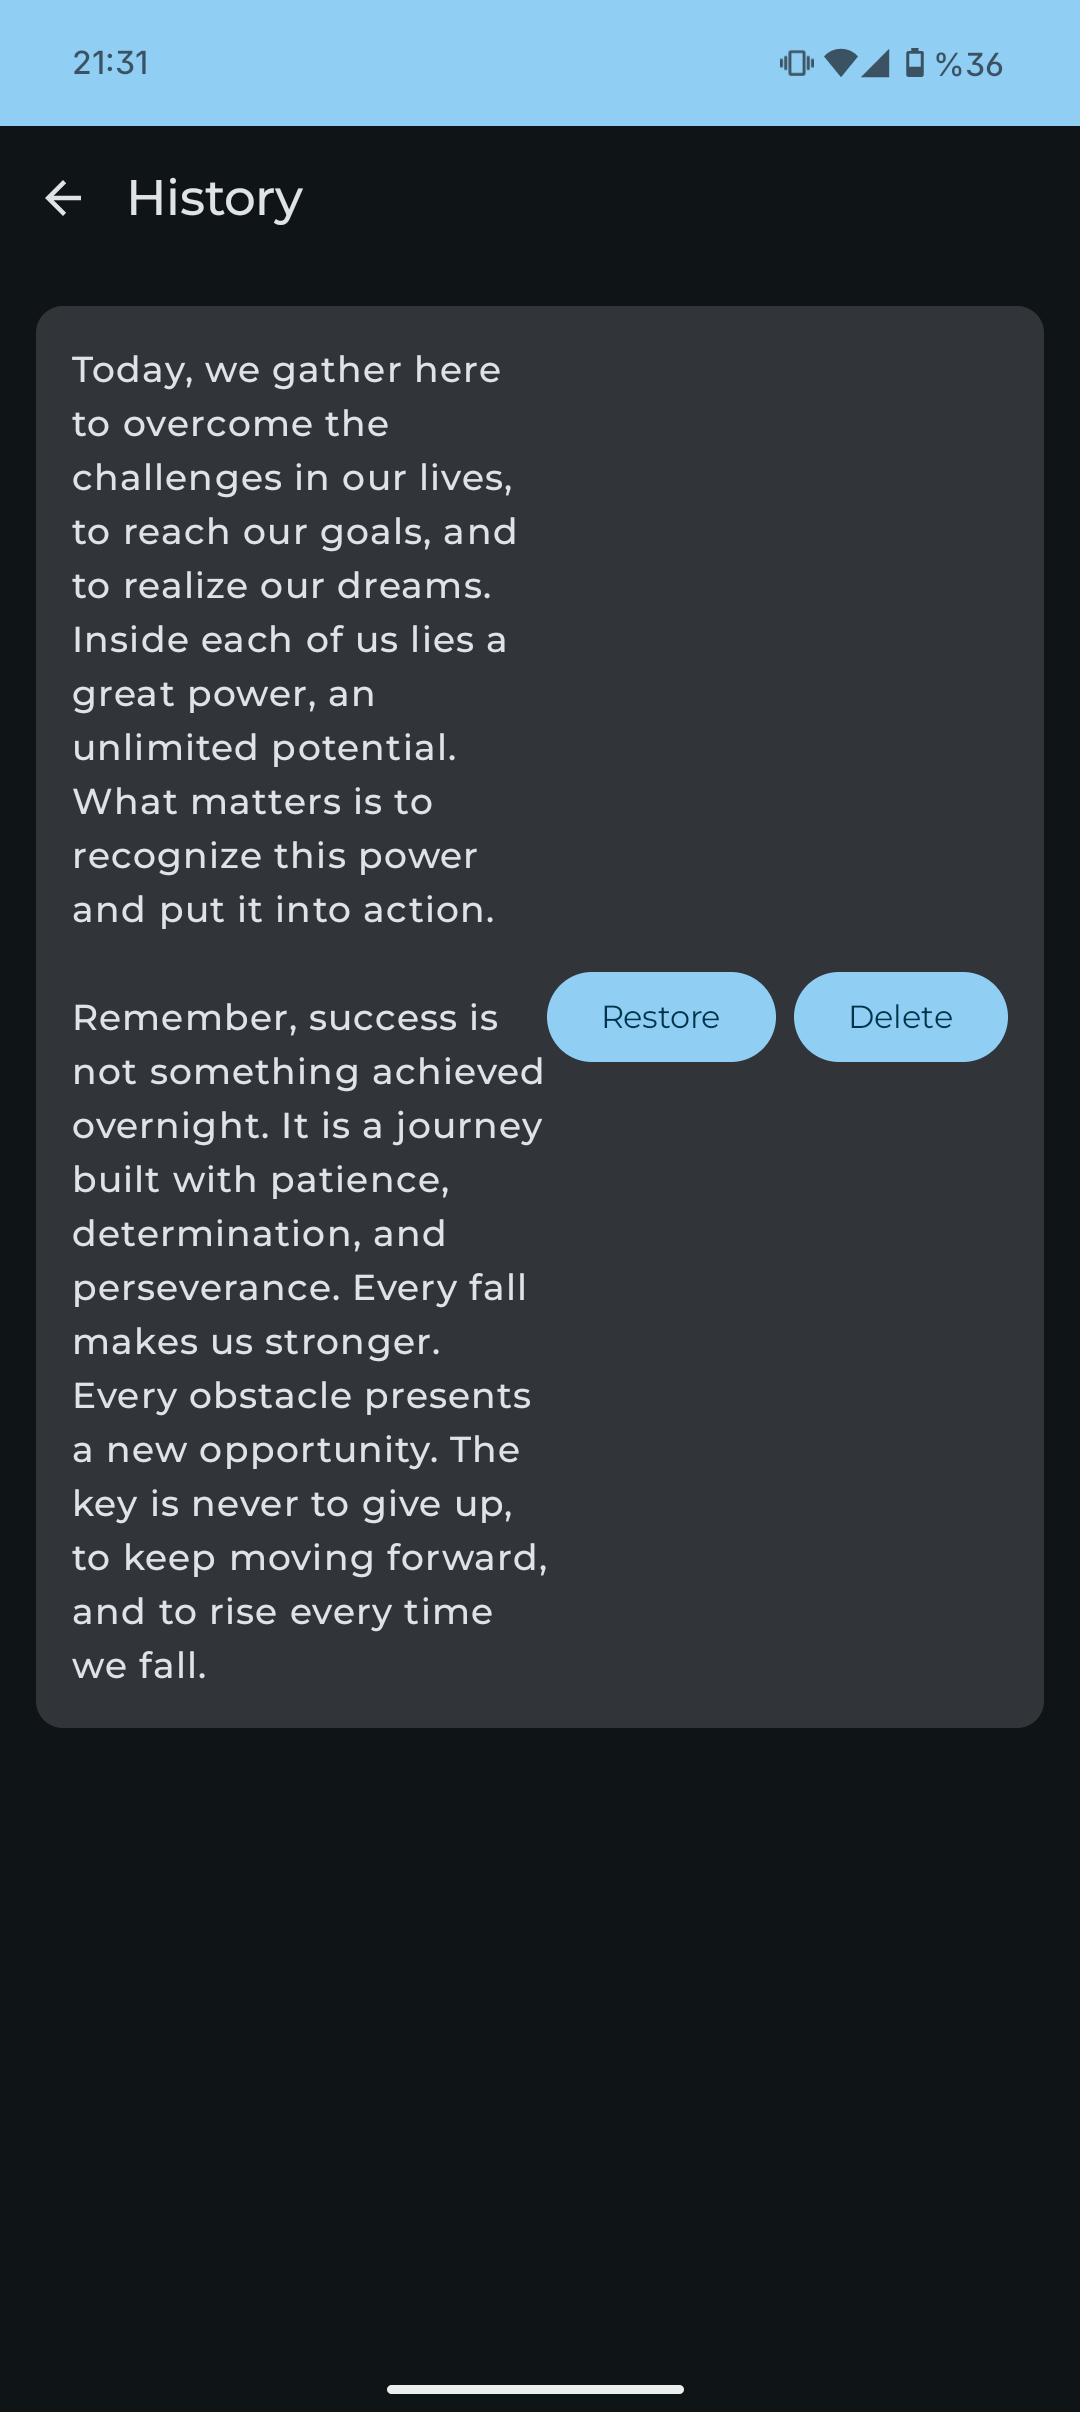 21:31
%36
History
Today, we gather here
to overcome the
challenges in our lives,
to reach our goals, and
to realize our dreams.
Inside each of us lies a
great power, an
unlimited potential.
What matters is to
recognize this power
and put it into action.
Remember, success is
not something achieved
overnight. It is a journey
built with patience,
determination, and
perseverance. Every fall
makes us stronger.
Every obstacle presents
a new opportunity. The
key is never to give up,
to keep moving forward,
and to rise every time
we fall.
Restore
Delete